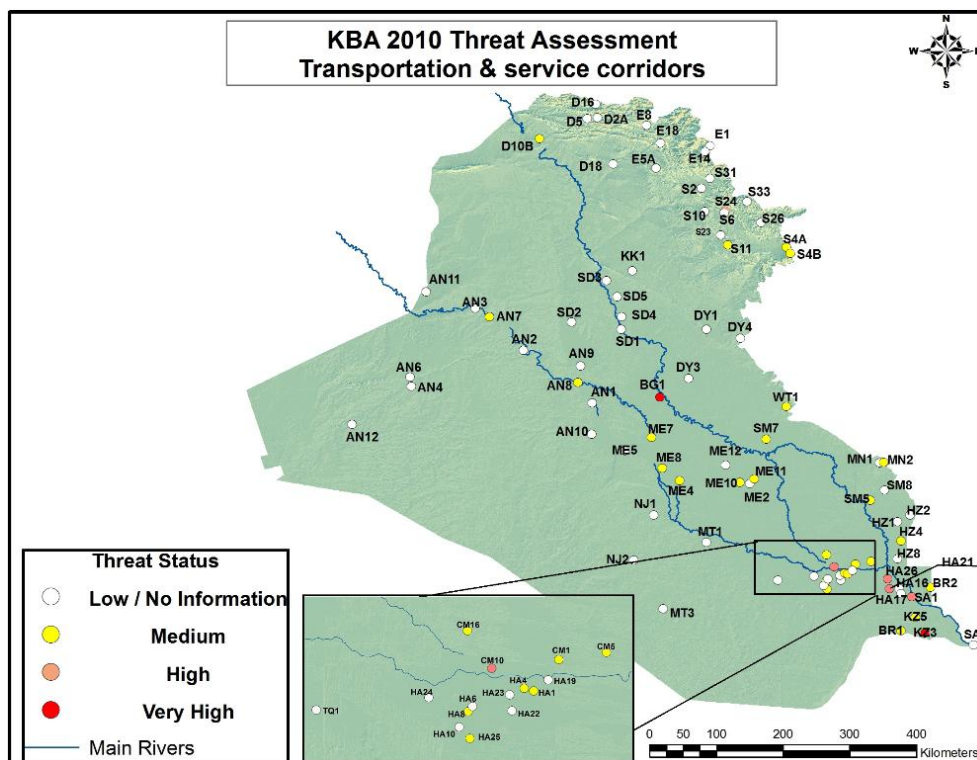 KBA 2010 Threat Assessment
Transportation & service corridors
N
W
S
D16
D5
D2A
E8
E18
E1
D10B
D18
E5A
E14
S31
S2
S33
S24
S10
S6
S26
S23
S11
S4A
S4B
KK1
AN11
SD3
SD5
AN3
AN7
SD2
SD4
DY1
DY4
SD1
AN2
AN9
AN6
AN4
AN8
DY3
BG1
AN1
WT1
AN12
AN10
ME7
SM7
ME5
ME12
MN1
MN2
ME8
ME11
ME4
ME10
ME2
SM8
SM5
NJ1
HZ1
HZ2
MT1
HZ4
NJ2
HZ8
HA21
HA26
HA16
BR2
HA17
SA1
MT3
KZ5
BR1
KZ3
SA
Threat Status
Low / No Information
Medium
High
Very High
Main Rivers
CM16
CM1
CM6
CM10
HA19
HA4
HA1
HA24
HA23
HA6
TQ1
HA8
HA22
HA10
HA25
0 50 100 200 300 400
Kilometers